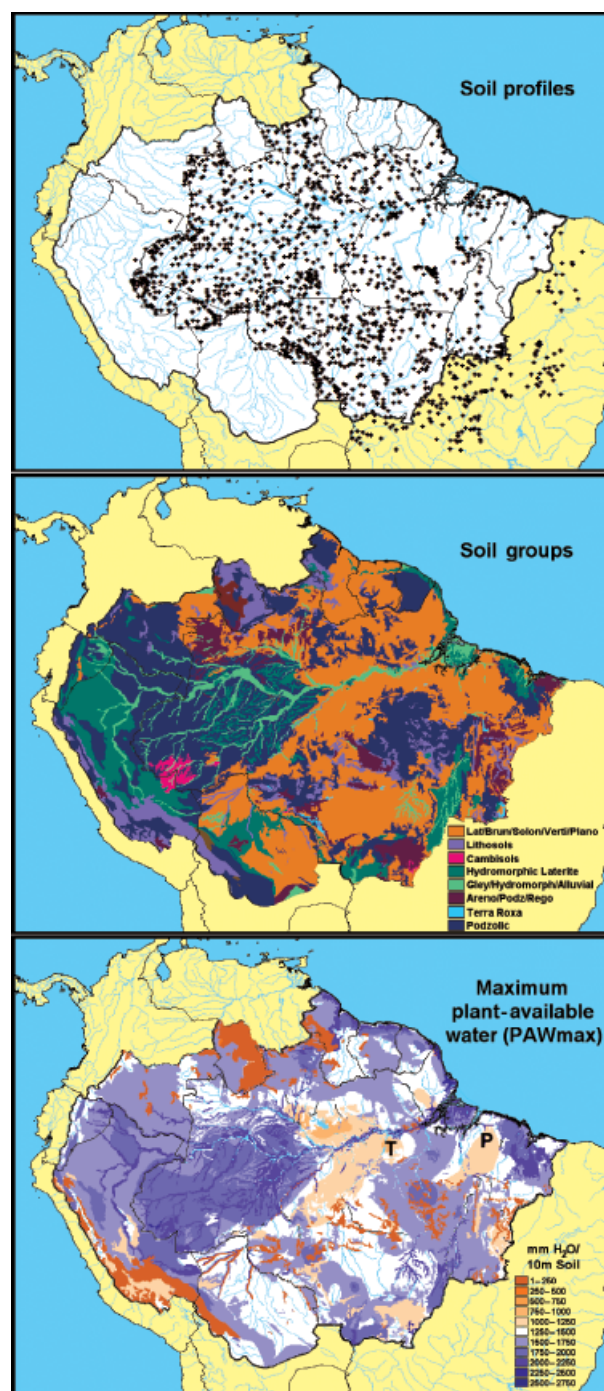 Soil profiles
Soil groups
Lat/Brun/Solon/Verti/Plano
Lithosols
Cambisols
Hydromorphic Laterite
Gley/Hydromorph/Alluvial
Areno/Podz/Rego
Terra Roxa
Podzolic
Maximum
plant-available
water (PAWmax)
T
P
mm H₂O/
10m Soil
1–250
250–500
500–750
750–1000
1000–1250
1250–1500
1500–1750
1750–2000
2000–2250
2250–2500
2500–2750